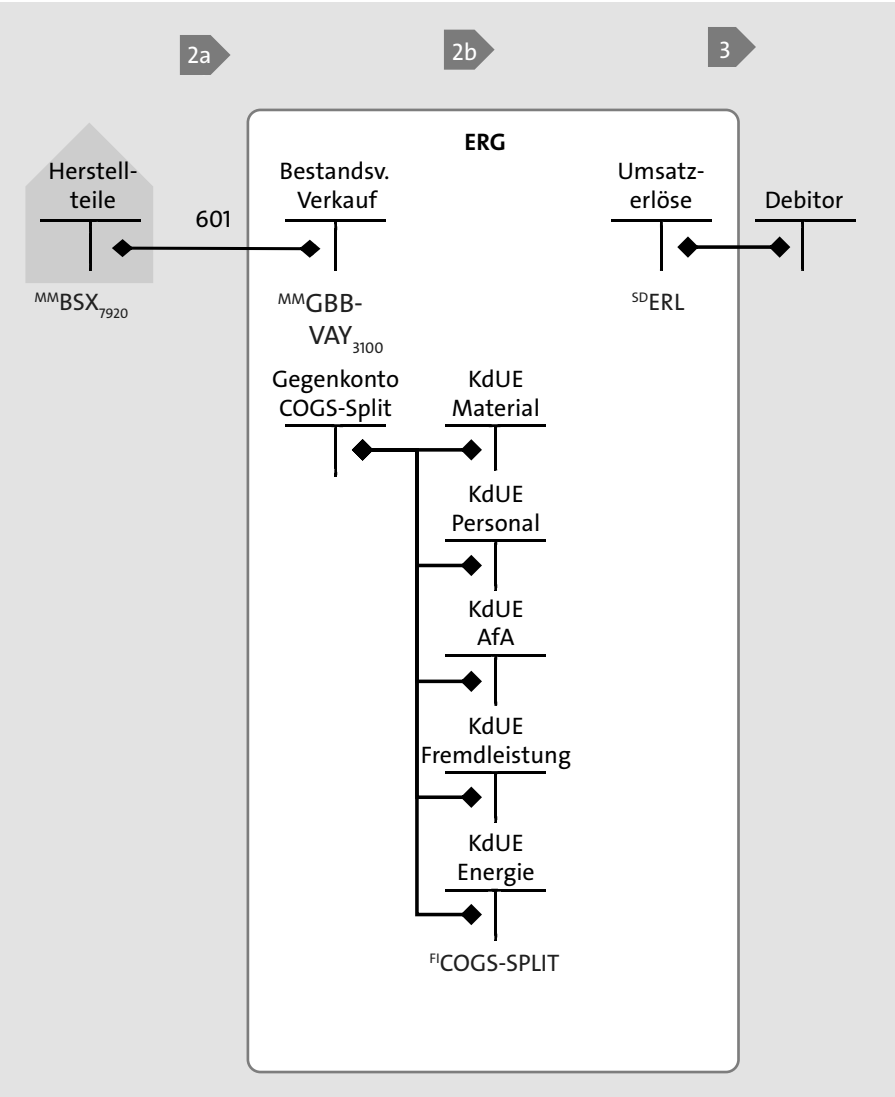 2a
2b
3
ERG
Herstell-
teile
601
Bestandsv.
Verkauf
Umsatz-
erlöse
Debitor
MMBSX7920
MMGBB-
VAY3100
SDERL
Gegenkonto
COGS-Split
KdUE
Material
KdUE
Personal
KdUE
AfA
KdUE
Fremdleistung
KdUE
Energie
FICOGS-SPLIT